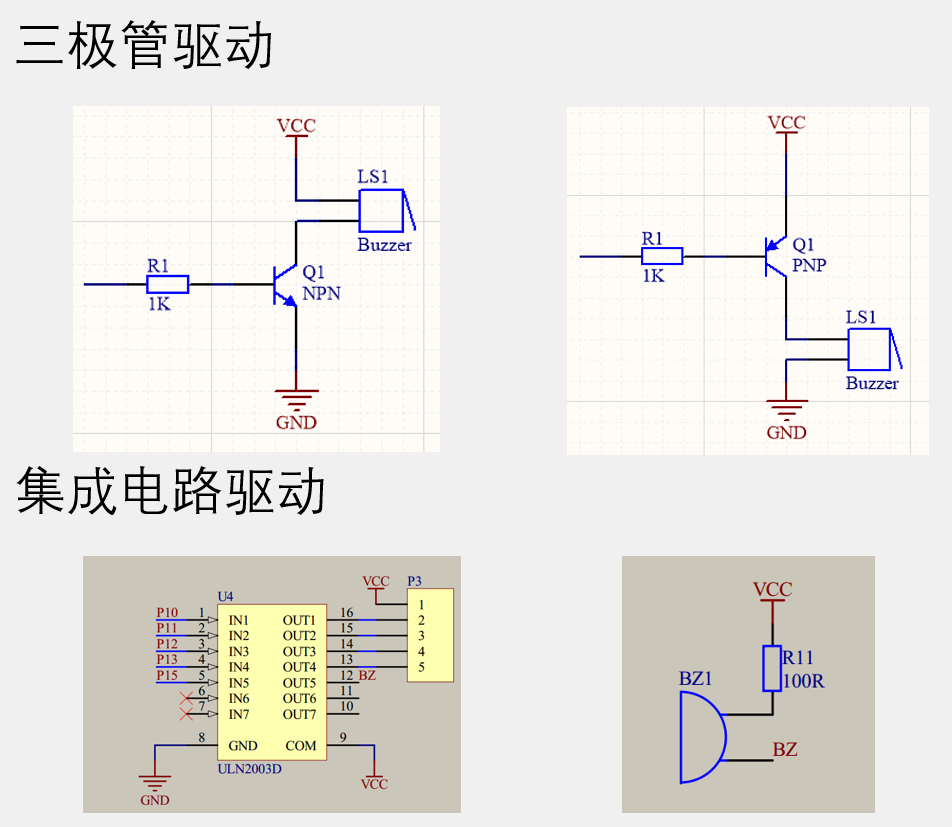 三极管驱动
VCC
LS1
Buzzer
R1
1K
Q1
NPN
GND
VCC
R1
1K
Q1
PNP
LS1
Buzzer
GND
集成电路驱动
U4
P10 1 IN1 OUT1 16
P11 2 IN2 OUT2 15
P12 3 IN3 OUT3 14
P13 4 IN4 OUT4 13
P15 5 IN5 OUT5 12 BZ
6 IN6 OUT6 11
7 IN7 OUT7 10
8 GND COM 9
ULN2003D
GND
VCC
VCC
P3
1
2
3
4
5
VCC
R11
100R
BZ1
BZ